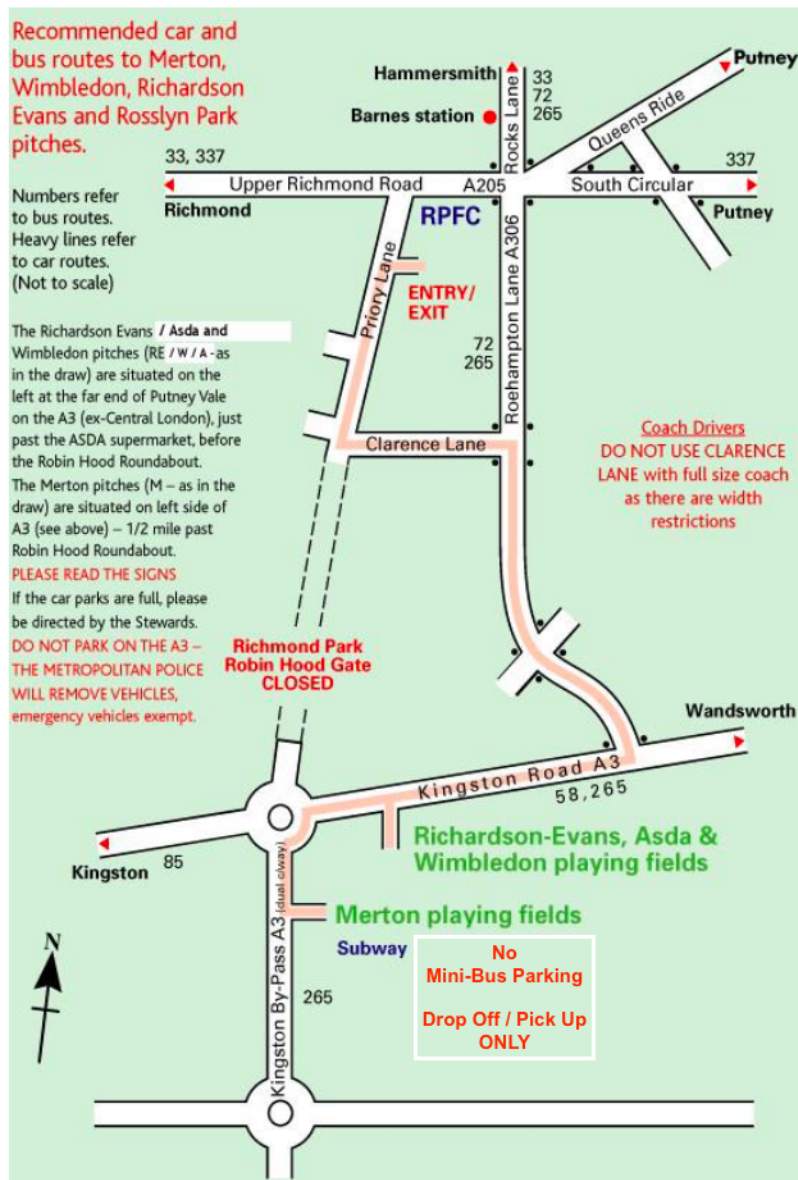 Recommended car and
bus routes to Merton,
Wimbledon, Richardson
Evans and Rosslyn Park
pitches.
Numbers refer
to bus routes.
Heavy lines refer
to car routes.
(Not to scale)
The Richardson Evans / Asda and
Wimbledon pitches (RE / W / A - as
in the draw) are situated on the
left at the far end of Putney Vale
on the A3 (ex-Central London), just
past the ASDA supermarket, before
the Robin Hood Roundabout.
The Merton pitches (M – as in the
draw) are situated on left side of
A3 (see above) – 1/2 mile past
Robin Hood Roundabout.
PLEASE READ THE SIGNS
If the car parks are full, please
be directed by the Stewards.
DO NOT PARK ON THE A3 –
THE METROPOLITAN POLICE
WILL REMOVE VEHICLES,
emergency vehicles exempt.
Hammersmith
33
72
265
Barnes station
Rocks Lane
Queens Ride
Putney
33, 337
Upper Richmond Road
A205
South Circular
337
Richmond
Putney
RPFC
Priory Lane
ENTRY/
EXIT
Roehampton Lane A306
72
265
Clarence Lane
Coach Drivers
DO NOT USE CLARENCE
LANE with full size coach
as there are width
restrictions
Richmond Park
Robin Hood Gate
CLOSED
Wandsworth
Kingston Road A3
58,265
Kingston
85
Richardson-Evans, Asda &
Wimbledon playing fields
Kingston By-Pass A3 (dual c/way)
Merton playing fields
Subway
No
Mini-Bus Parking
Drop Off / Pick Up
ONLY
265
N